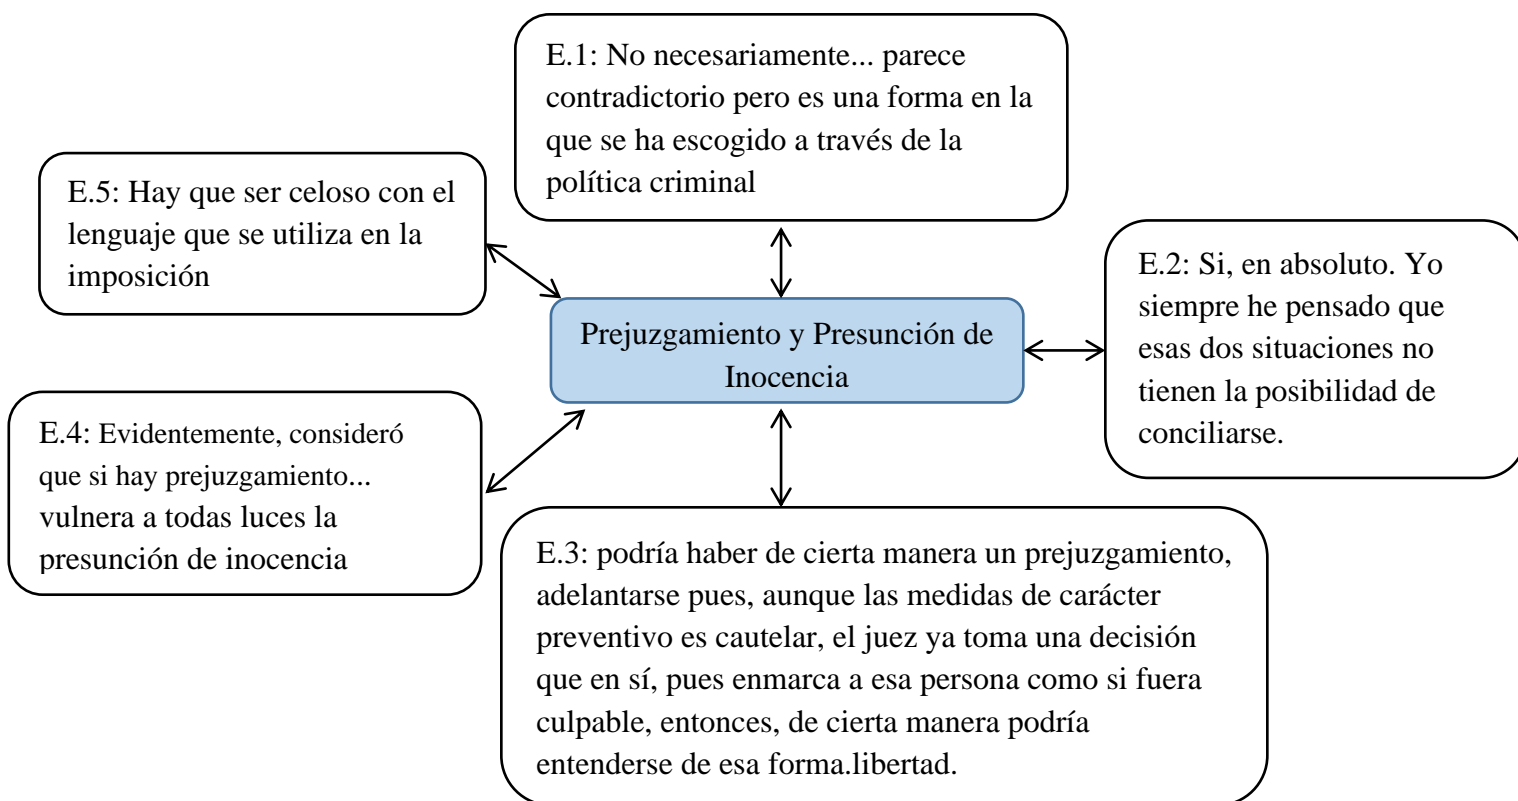 E.1: No necesariamente... parece
contradictorio pero es una forma en la
que se ha escogido a través de la
política criminal
E.5: Hay que ser celoso con el
lenguaje que se utiliza en la
imposición
E.2: Si, en absoluto. Yo
siempre he pensado que
esas dos situaciones no
tienen la posibilidad de
conciliarse.
Prejuzgamiento y Presunción de
Inocencia
E.4: Evidentemente, consideró
que si hay prejuzgamiento...
vulnera a todas luces la
presunción de inocencia
E.3: podría haber de cierta manera un prejuzgamiento,
adelantarse pues, aunque las medidas de carácter
preventivo es cautelar, el juez ya toma una decisión
que en sí, pues enmarca a esa persona como si fuera
culpable, entonces, de cierta manera podría
entenderse de esa forma.libertad.